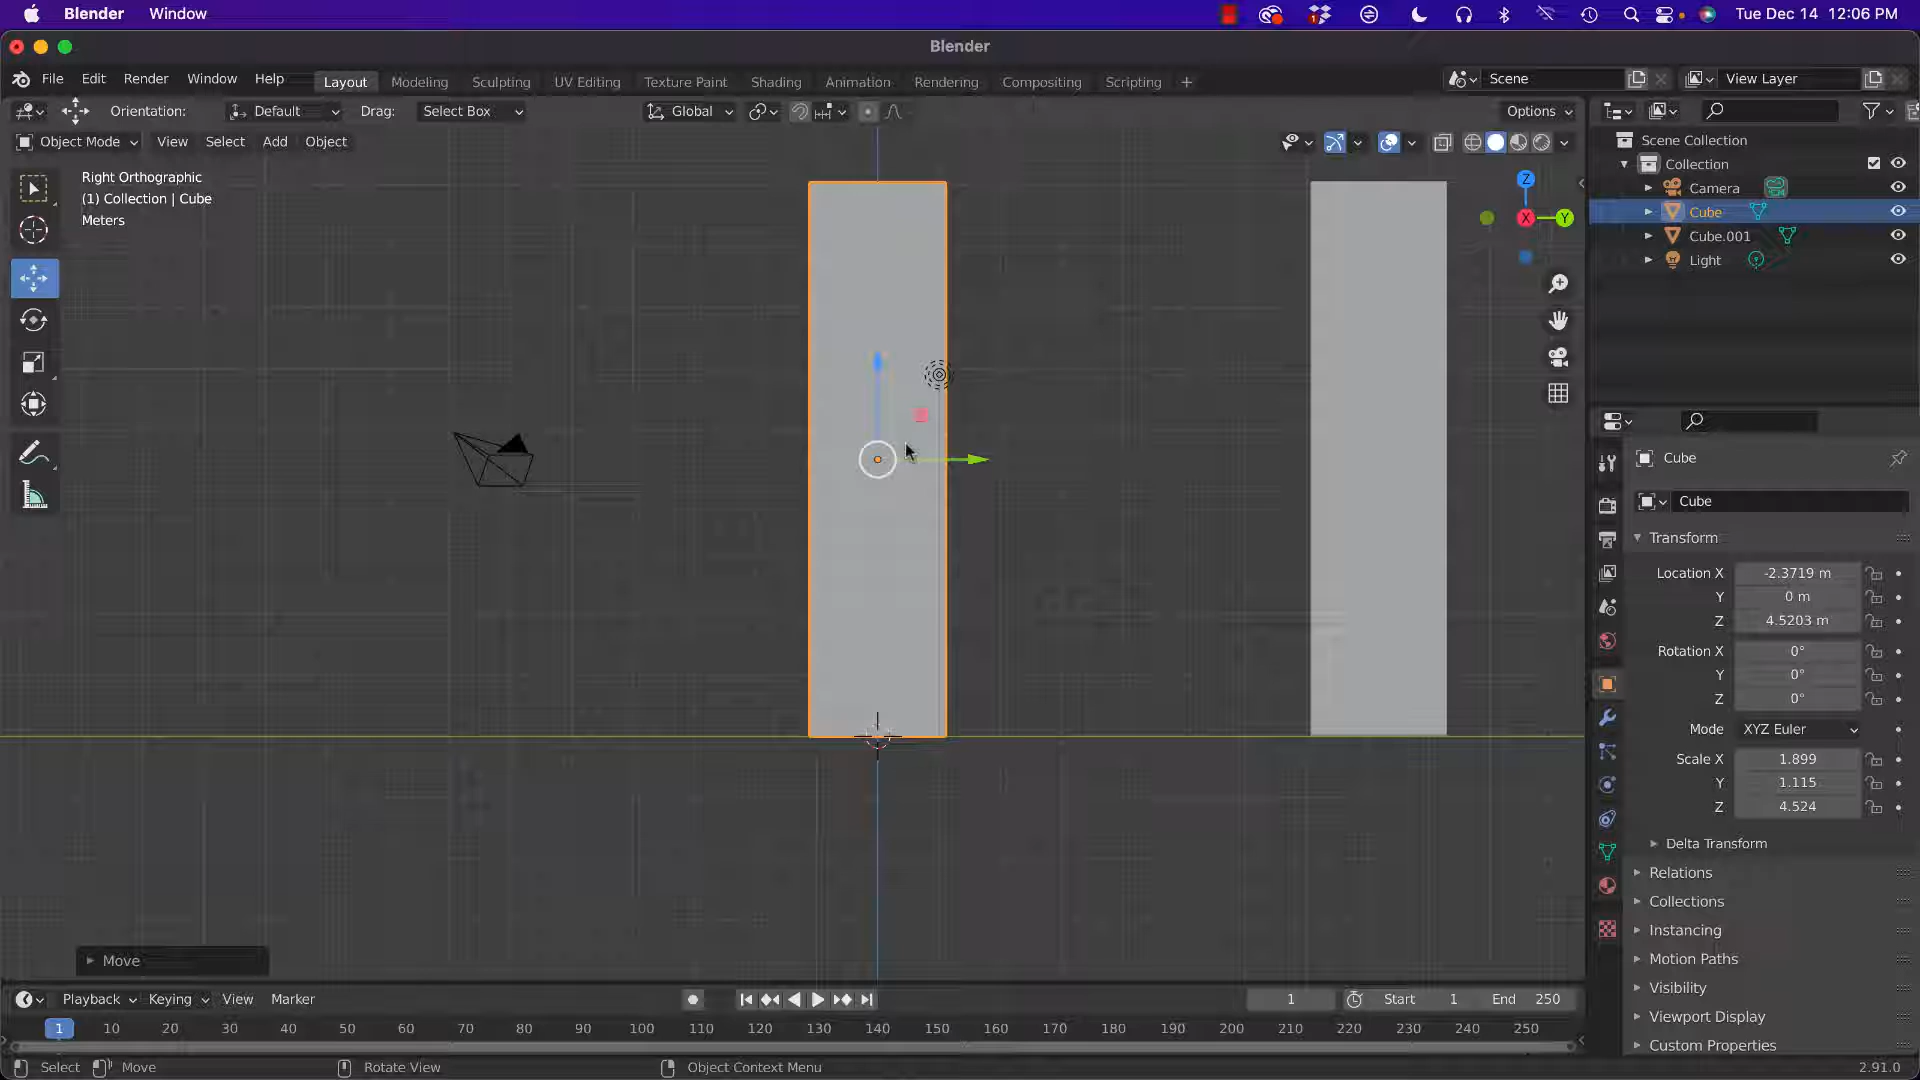 Blender Window Tue Dec 14 12:06 PM
Blender
File Edit Render Window Help Layout Modeling Sculpting UV Editing Texture Paint Shading Animation Rendering Compositing Scripting + Scene View Layer
Orientation: Default Drag: Select Box Global Options
Object Mode View Select Add Object
Right Orthographic
(1) Collection | Cube
Meters
Z
X
Y
Scene Collection
Collection
Camera
Cube
Cube.001
Light
Cube
Cube
Transform
Location X -2.3719 m
Y 0 m
Z 4.5203 m
Rotation X 0°
Y 0°
Z 0°
Mode XYZ Euler
Scale X 1.899
Y 1.115
Z 4.524
Delta Transform
Relations
Collections
Instancing
Motion Paths
Visibility
Viewport Display
Custom Properties
Move
Playback Keying View Marker 1 Start 1 End 250
1 10 20 30 40 50 60 70 80 90 100 110 120 130 140 150 160 170 180 190 200 210 220 230 240 250
Select Move Rotate View Object Context Menu 2.91.0